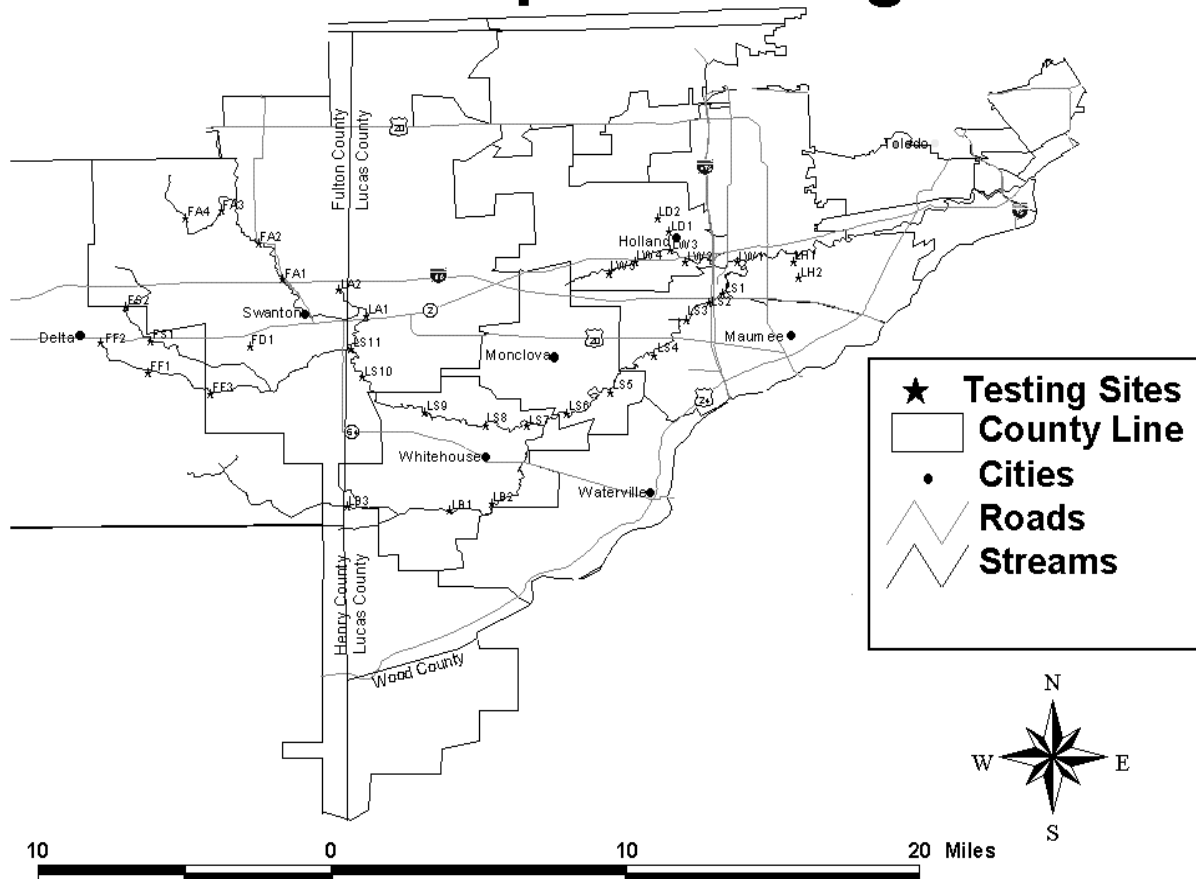 20
Fulton County
Lucas County
Toledo
FA4
FA3
FA2
FA1
LD2
LD1
Holland
LW3
LW4
LW5
LW2
LW1
LH1
LH2
LA2
LA1
2
LS1
LS2
LS3
LS4
LS5
LS6
LS7
LS8
LS9
LS10
LS11
Swanton
FS2
FS1
Delta
FF2
FF1
FF3
FD1
Monclova
20
Maumee
24
64
Whitehouse
Waterville
LB3
LB1
LB2
Henry County
Lucas County
Wood County
Testing Sites
County Line
Cities
Roads
Streams
N
W E
S
10 0 10 20 Miles